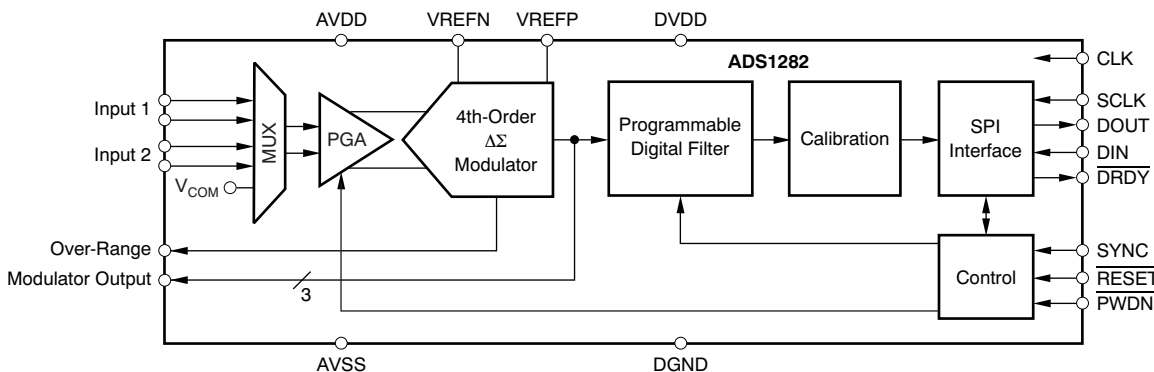 AVDD
VREFN
VREFP
DVDD
ADS1282
CLK
Input 1
Input 2
MUX
PGA
4th-Order
ΔΣ
Modulator
Programmable
Digital Filter
Calibration
SPI
Interface
SCLK
DOUT
DIN
DRDY
VCOM
Over-Range
Modulator Output
3
Control
SYNC
RESET
PWDN
AVSS
DGND